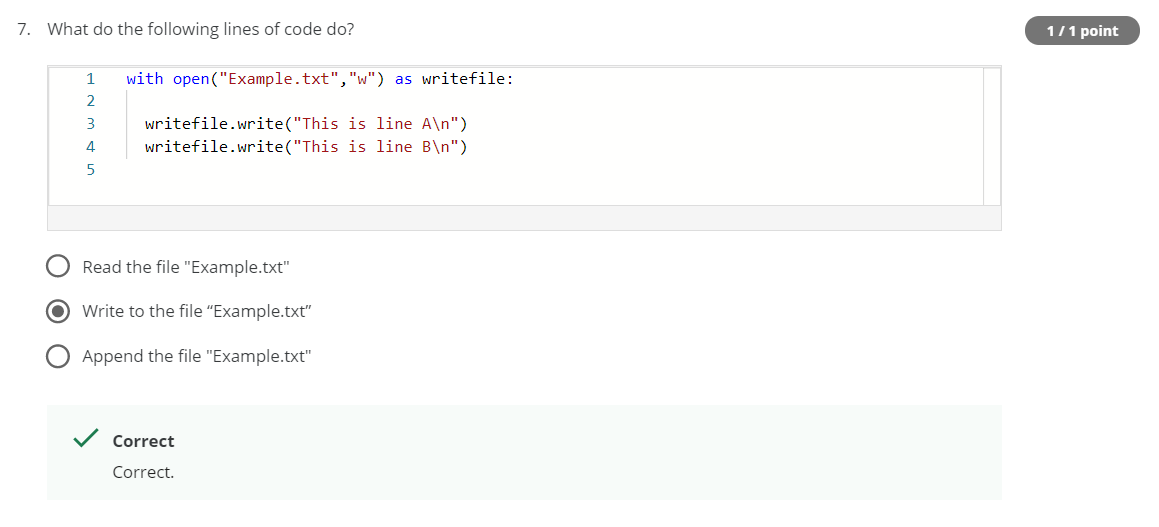 7. What do the following lines of code do?
1 / 1 point
1 with open("Example.txt","w") as writefile:
2
3 writefile.write("This is line A\n")
4 writefile.write("This is line B\n")
5
Read the file "Example.txt"
Write to the file “Example.txt”
Append the file "Example.txt"
Correct
Correct.